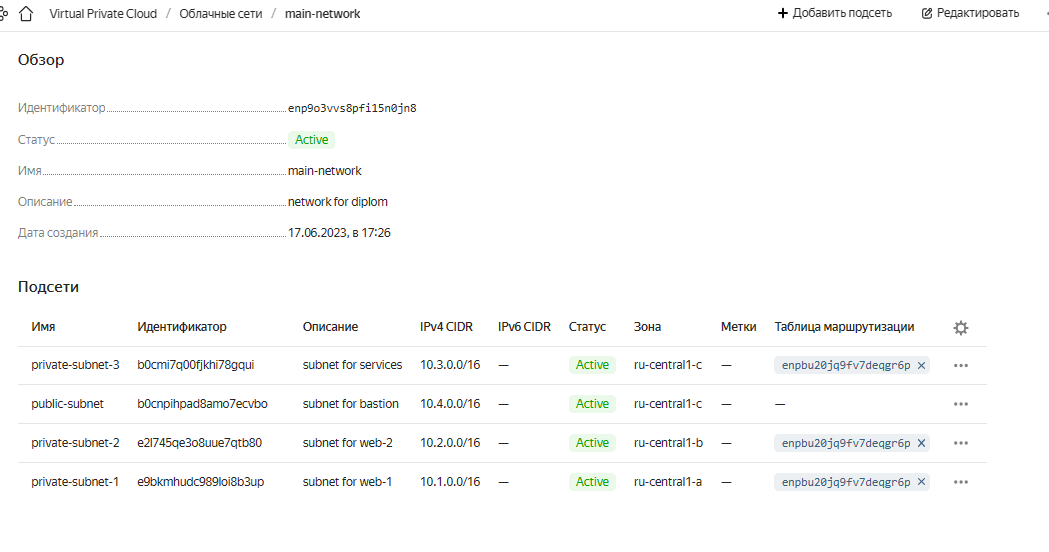 Virtual Private Cloud / Облачные сети / main-network + Добавить подсеть Редактировать
Обзор
Идентификатор enp9o3vvs8pfi15n0jn8
Статус Active
Имя main-network
Описание network for diplom
Дата создания 17.06.2023, в 17:26
Подсети
Имя Идентификатор Описание IPv4 CIDR IPv6 CIDR Статус Зона Метки Таблица маршрутизации
private-subnet-3 b0cmi7q00fjkhi78gqui subnet for services 10.3.0.0/16 — Active ru-central1-c — enpbu20jq9fv7deqgr6p ×
public-subnet b0cnpihpad8amo7ecvbo subnet for bastion 10.4.0.0/16 — Active ru-central1-c — —
private-subnet-2 e2l745qe3o8uue7qtb80 subnet for web-2 10.2.0.0/16 — Active ru-central1-b — enpbu20jq9fv7deqgr6p ×
private-subnet-1 e9bkmhudc989loi8b3up subnet for web-1 10.1.0.0/16 — Active ru-central1-a — enpbu20jq9fv7deqgr6p ×